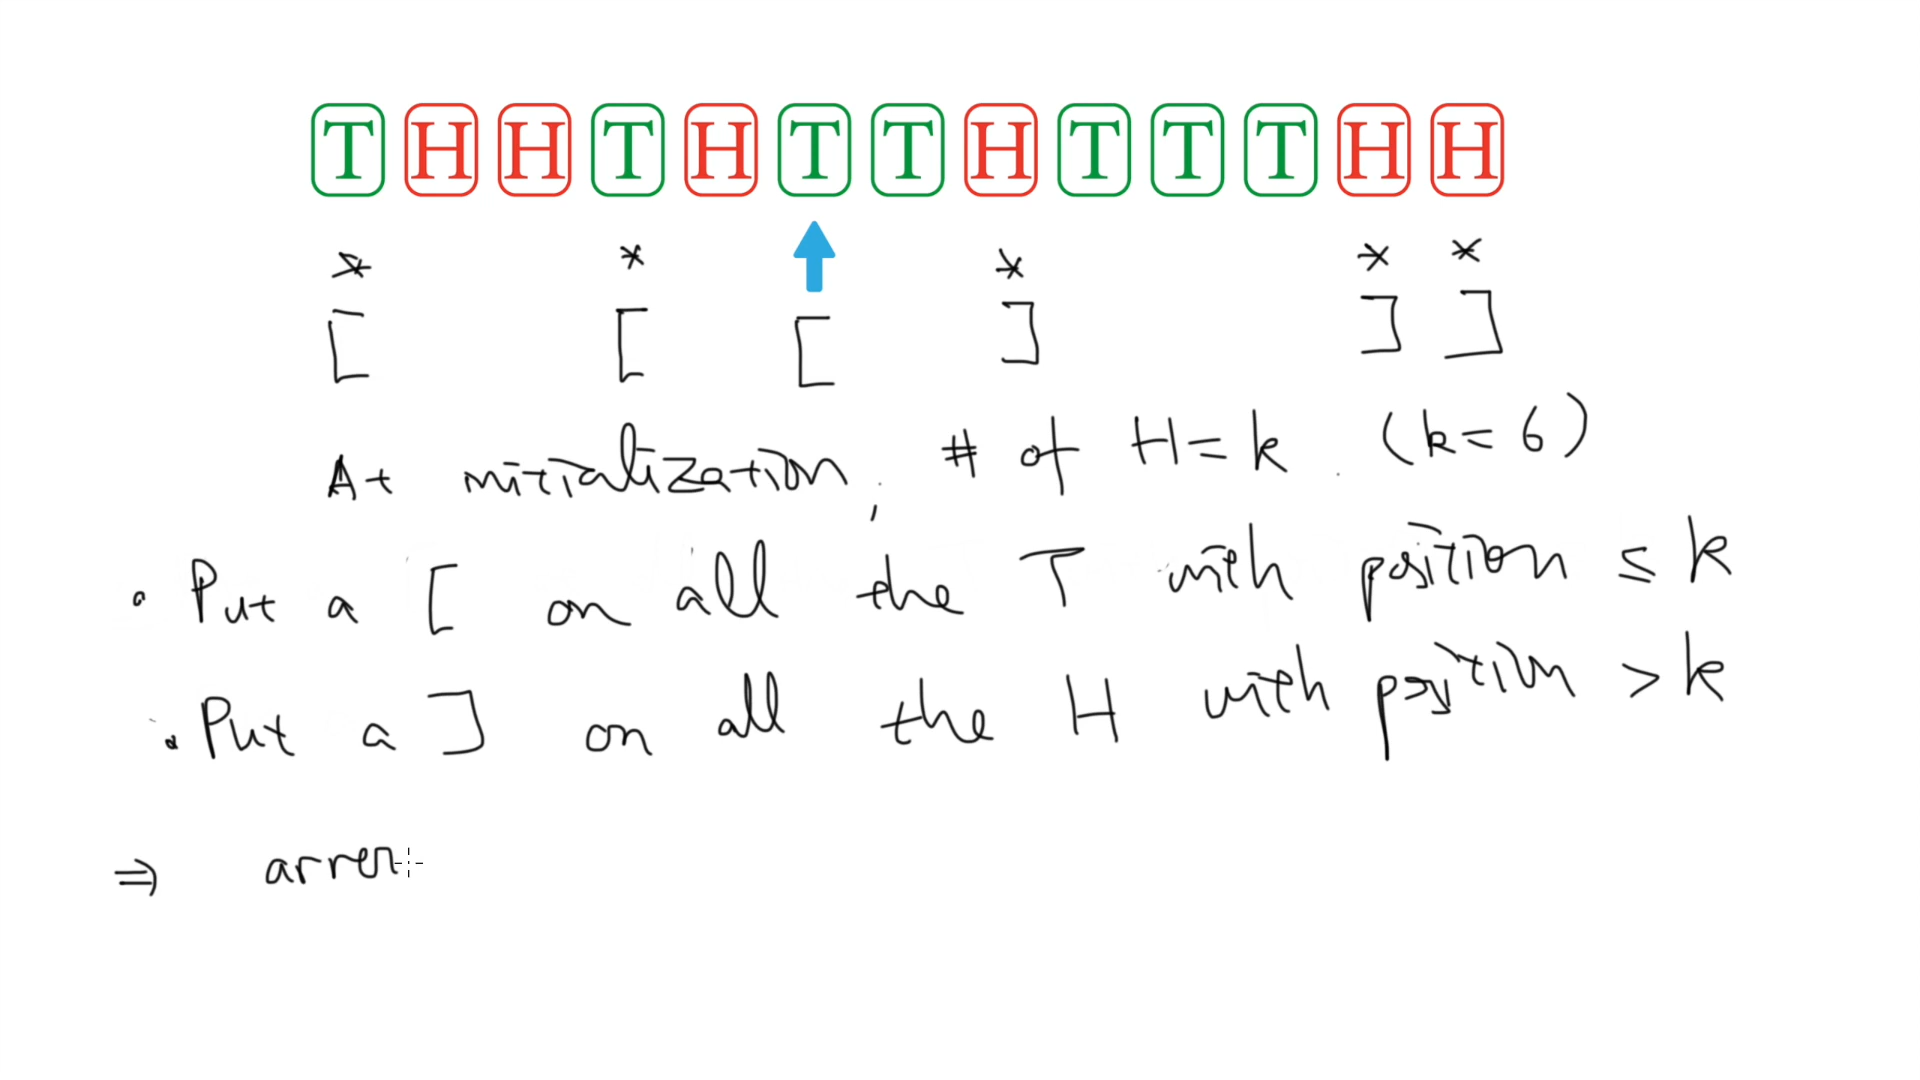 T H H T H T T H T T T H H
* * * * *
[ [ [ ] ] ]
At initialization, # of H = k. (k = 6)
• Put a [ on all the T with position ≤ k
• Put a ] on all the H with position > k
⇒ arren